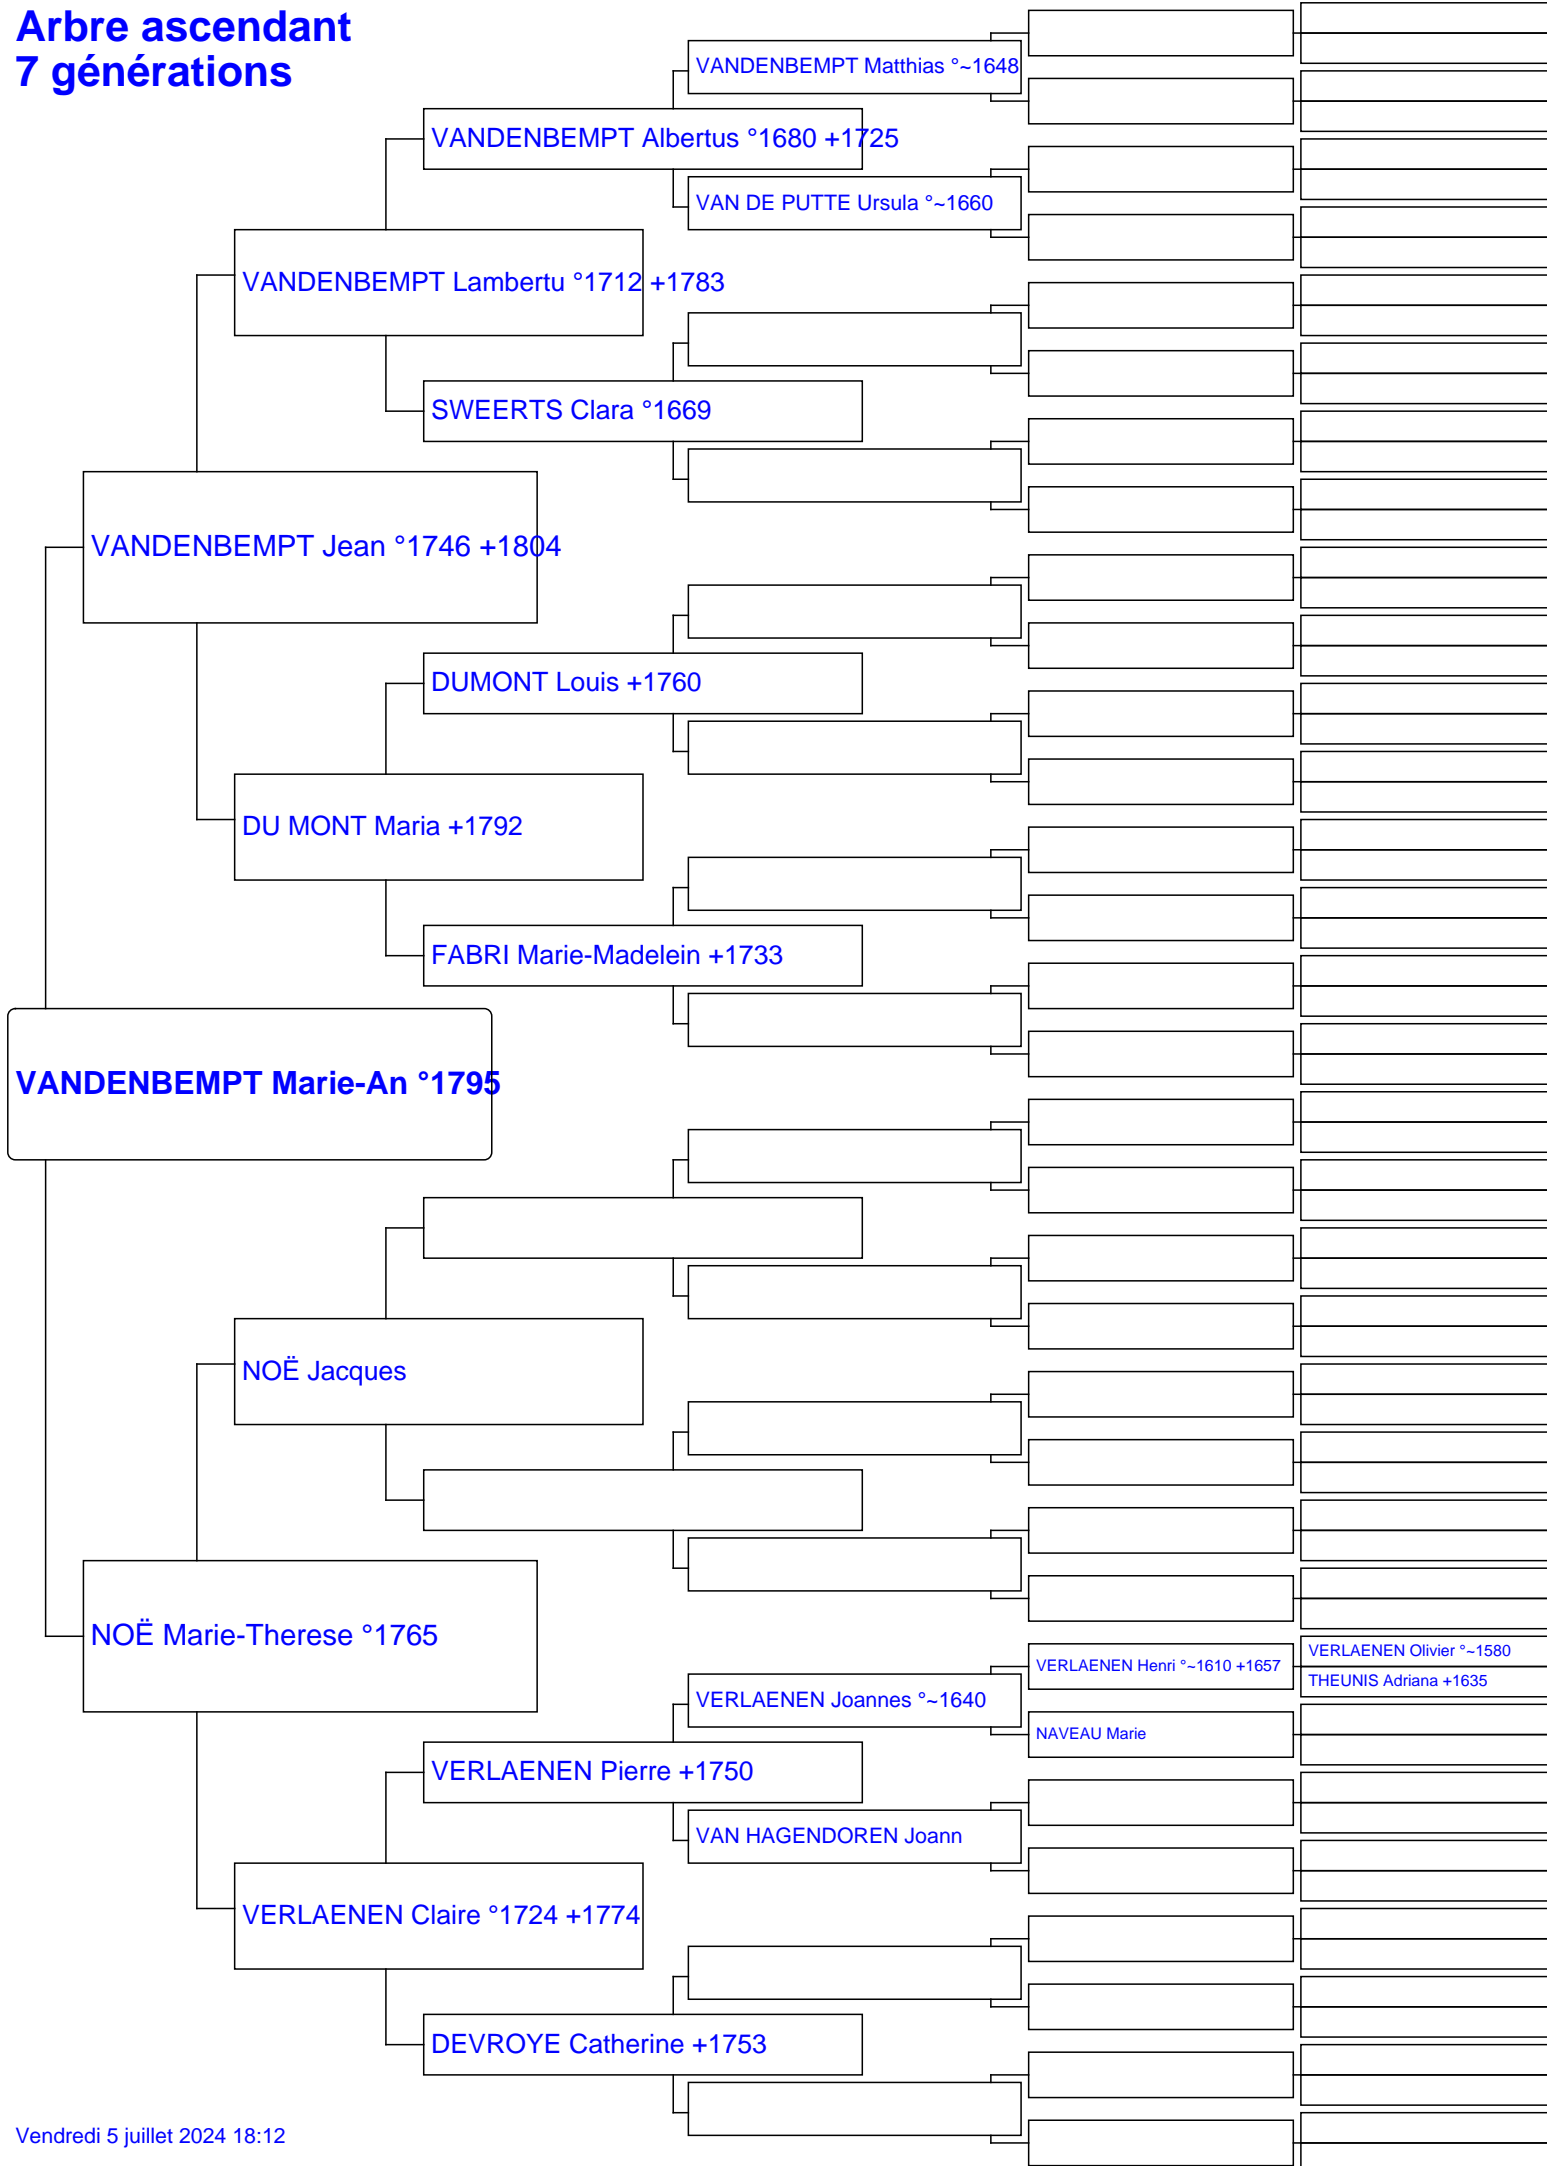 Arbre ascendant
7 générations
VANDENBEMPT Matthias °~1648
VANDENBEMPT Albertus °1680 +1725
VAN DE PUTTE Ursula °~1660
VANDENBEMPT Lambertu °1712 +1783
SWEERTS Clara °1669
VANDENBEMPT Jean °1746 +1804
DUMONT Louis +1760
DU MONT Maria +1792
FABRI Marie-Madelein +1733
VANDENBEMPT Marie-An °1795
NOË Jacques
NOË Marie-Therese °1765
VERLAENEN Olivier °~1580
VERLAENEN Henri °~1610 +1657
THEUNIS Adriana +1635
VERLAENEN Joannes °~1640
NAVEAU Marie
VERLAENEN Pierre +1750
VAN HAGENDOREN Joann
VERLAENEN Claire °1724 +1774
DEVROYE Catherine +1753
Vendredi 5 juillet 2024 18:12